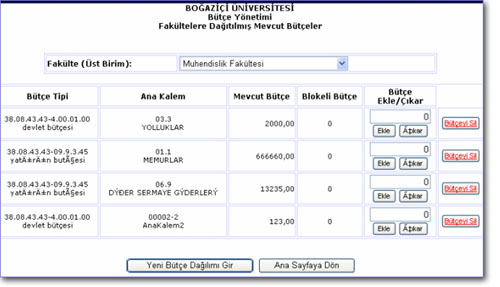 BOĞAZİÇİ ÜNİVERSİTESİ
Bütçe Yönetimi
Fakültelere Dağıtılmış Mevcut Bütçeler
Fakülte (Üst Birim): Muhendislik Fakültesi
Bütçe Tipi Ana Kalem Mevcut Bütçe Blokeli Bütçe Bütçe Ekle/Çıkar
38.08.43.43-4.00.01.00 03.3 2000,00 0 0
devlet bütçesi YOLLUKLAR Ekle Ã‡ıkar Bütçeyi Sil
38.08.43.43-09.9.3.45 01.1 666660,00 0 0
yatÄ±rÄ±n butÃ§esi MEMURLAR Ekle Ã‡ıkar Bütçeyi Sil
38.08.43.43-09.9.3.45 06.9 13235,00 0 0
yatÄ±rÄ±n butÃ§esi DÝÐER SERMAYE GÝDERLERÝ Ekle Ã‡ıkar Bütçeyi Sil
38.08.43.43-4.00.01.00 00002-2 123,00 0 0
devlet bütçesi AnaKalem2 Ekle Ã‡ıkar Bütçeyi Sil
Yeni Bütçe Dağılımı Gir Ana Sayfaya Dön